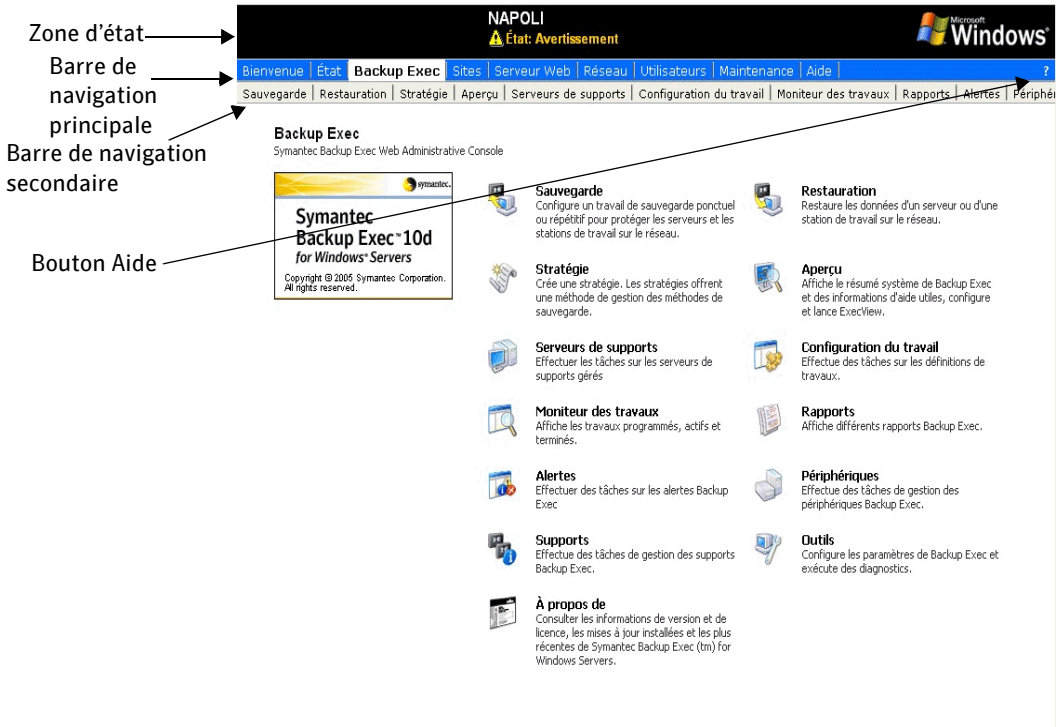 NAPOLI
État: Avertissement
Microsoft
Windows®
Zone d'état
Barre de
navigation
principale
Barre de navigation
secondaire
Bouton Aide
Bienvenue | État | Backup Exec | Sites | Serveur Web | Réseau | Utilisateurs | Maintenance | Aide | ?
Sauvegarde | Restauration | Stratégie | Aperçu | Serveurs de supports | Configuration du travail | Moniteur des travaux | Rapports | Alertes | Périphé
Backup Exec
Symantec Backup Exec Web Administrative Console
symantec.
Symantec
Backup Exec™ 10d
for Windows® Servers
Copyright © 2005 Symantec Corporation.
All rights reserved.
Sauvegarde
Configure un travail de sauvegarde ponctuel
ou répétitif pour protéger les serveurs et les
stations de travail sur le réseau.
Restauration
Restaure les données d'un serveur ou d'une
station de travail sur le réseau.
Stratégie
Crée une stratégie. Les stratégies offrent
une méthode de gestion des méthodes de
sauvegarde.
Aperçu
Affiche le résumé système de Backup Exec
et des informations d'aide utiles, configure
et lance ExecView.
Serveurs de supports
Effectuer les tâches sur les serveurs de
supports gérés
Configuration du travail
Effectue des tâches sur les définitions de
travaux.
Moniteur des travaux
Affiche les travaux programmés, actifs et
terminés.
Rapports
Affiche différents rapports Backup Exec.
Alertes
Effectuer des tâches sur les alertes Backup
Exec
Périphériques
Effectue des tâches de gestion des
périphériques Backup Exec.
Supports
Effectue des tâches de gestion des supports
Backup Exec.
Outils
Configure les paramètres de Backup Exec et
exécute des diagnostics.
À propos de
Consulter les informations de version et de
licence, les mises à jour installées et les plus
récentes de Symantec Backup Exec (tm) for
Windows Servers.